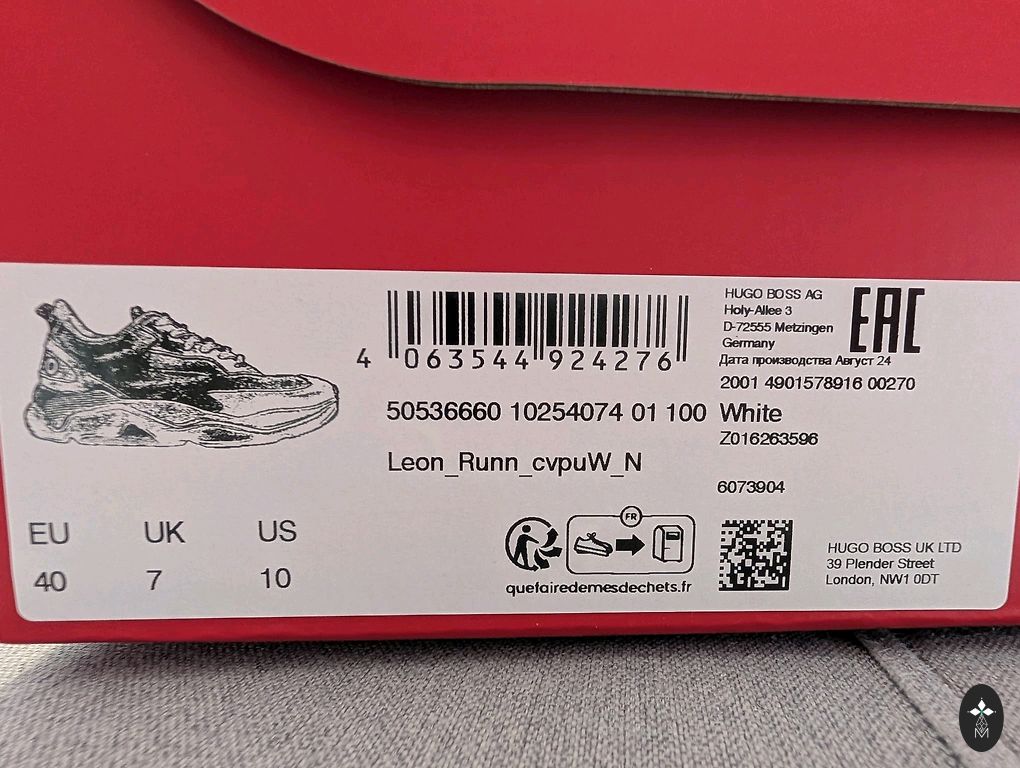 HUGO BOSS AG
Holy-Allee 3
D-72555 Metzingen
Germany
EAC
Дата производства Август 24
2001 4901578916 00270
4 063544 924276
50536660 10254074 01 100 White
Z016263596
Leon_Runn_cvpuW_N
6073904
EU UK US
40 7 10
FR
quefairedemesdechets.fr
HUGO BOSS UK LTD
39 Plender Street
London, NW1 0DT
M